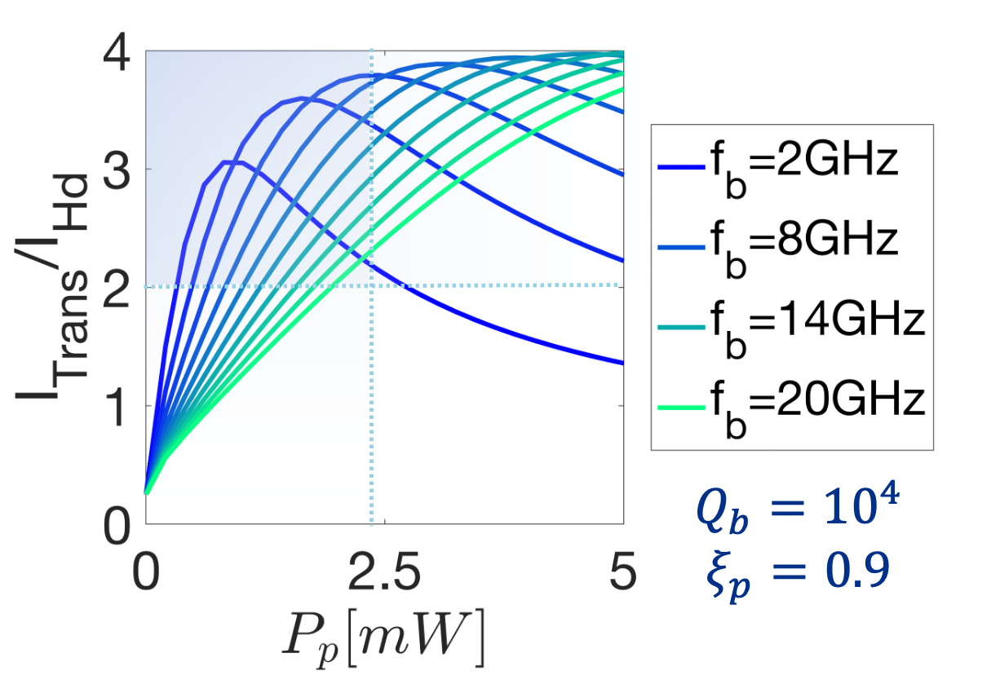 4
3
2
1
0
I_Trans/I_Hd
0 2.5 5
P_p[mW]
f_b=2GHz
f_b=8GHz
f_b=14GHz
f_b=20GHz
Q_b = 10^4
ξ_p = 0.9